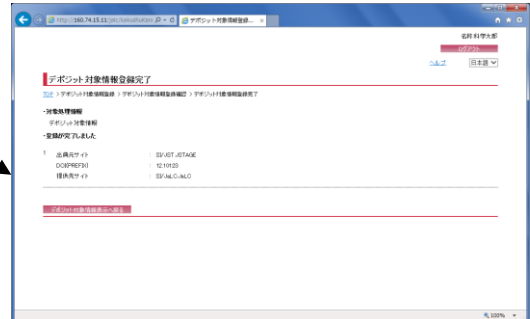 http://160.74.15.11/jalc/
デポジット対象情報登録...
名称 科学太郎
ログアウト
ヘルプ
日本語
デポジット対象情報登録完了
TOP > デポジット対象情報登録 > デポジット対象情報登録確認 > デポジット対象情報登録完了
-対象処理情報
デポジット対象情報
-登録が完了しました
1 出典元サイト : SI/JST.JSTAGE
DOI(PREFIX) : 12.10123
提供先サイト : SI/JaLC.JaLC
デポジット対象情報表示へ戻る
100%